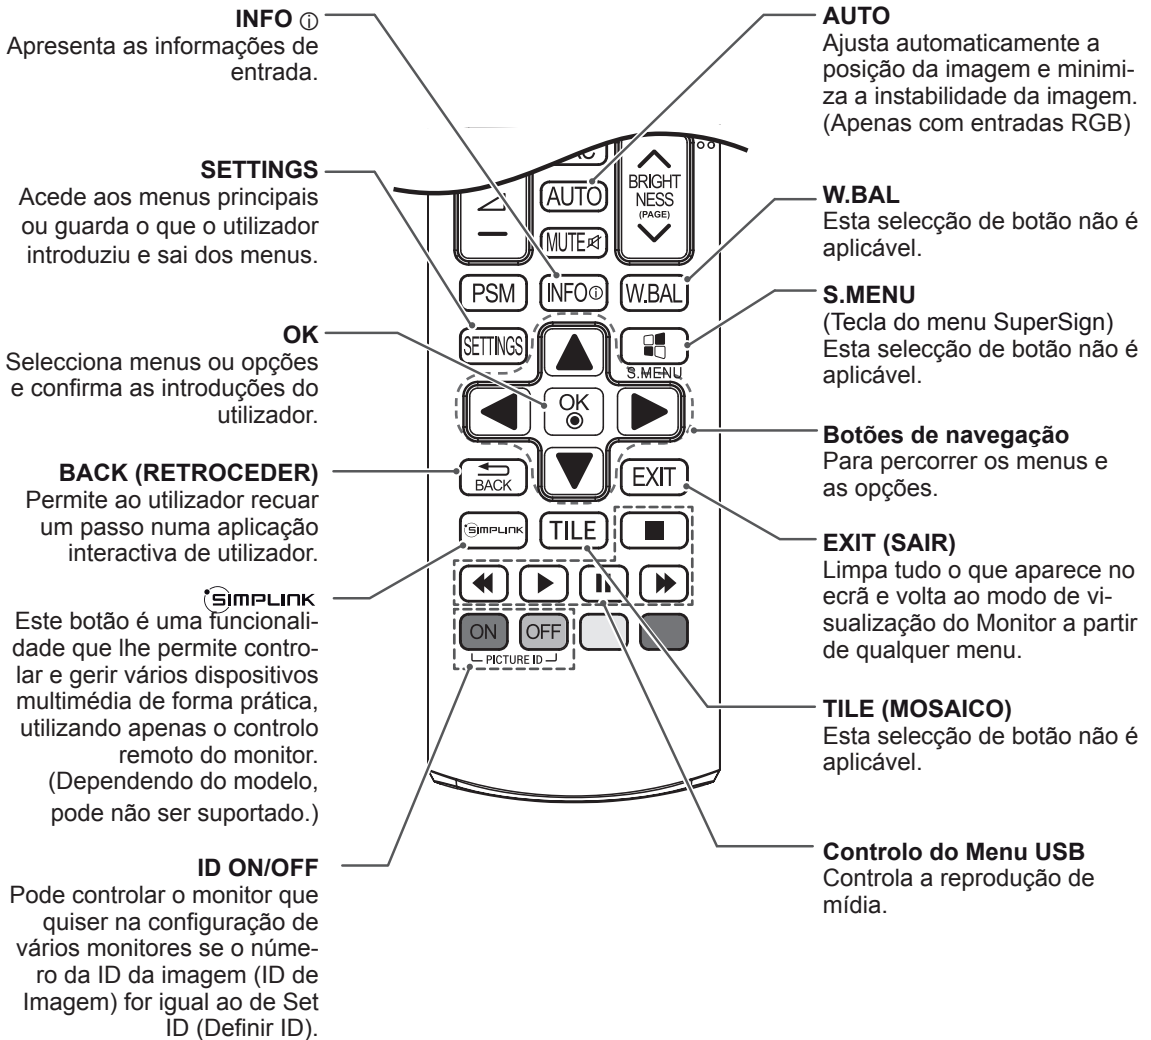 INFO ⓘ
Apresenta as informações de
entrada.
SETTINGS
Acede aos menus principais
ou guarda o que o utilizador
introduziu e sai dos menus.
OK
Selecciona menus ou opções
e confirma as introduções do
utilizador.
BACK (RETROCEDER)
Permite ao utilizador recuar
um passo numa aplicação
interactiva de utilizador.
SIMPLINK
Este botão é uma funcionali-
dade que lhe permite contro-
lar e gerir vários dispositivos
multimédia de forma prática,
utilizando apenas o controlo
remoto do monitor.
(Dependendo do modelo,
pode não ser suportado.)
ID ON/OFF
Pode controlar o monitor que
quiser na configuração de
vários monitores se o núme-
ro da ID da imagem (ID de
Imagem) for igual ao de Set
ID (Definir ID).
AUTO
BRIGHT
NESS
(PAGE)
MUTE
PSM
INFO ⓘ
W.BAL
SETTINGS
S.MENU
OK
BACK
EXIT
SIMPLINK
TILE
ON
OFF
PICTURE ID
AUTO
Ajusta automaticamente a
posição da imagem e minimi-
za a instabilidade da imagem.
(Apenas com entradas RGB)
W.BAL
Esta selecção de botão não é
aplicável.
S.MENU
(Tecla do menu SuperSign)
Esta selecção de botão não é
aplicável.
Botões de navegação
Para percorrer os menus e
as opções.
EXIT (SAIR)
Limpa tudo o que aparece no
ecrã e volta ao modo de vi-
sualização do Monitor a partir
de qualquer menu.
TILE (MOSAICO)
Esta selecção de botão não é
aplicável.
Controlo do Menu USB
Controla a reprodução de
mídia.